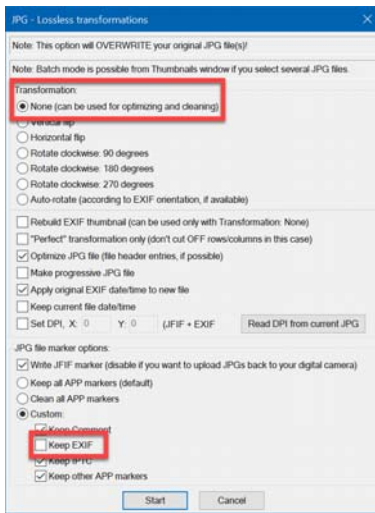 JPG - Lossless transformations
Note: This option will OVERWRITE your original JPG file(s)!
Note: Batch mode is possible from Thumbnails window if you select several JPG files.
Transformation:
None (can be used for optimizing and cleaning)
Vertical flip
Horizontal flip
Rotate clockwise: 90 degrees
Rotate clockwise: 180 degrees
Rotate clockwise: 270 degrees
Auto-rotate (according to EXIF orientation, if available)
Rebuild EXIF thumbnail (can be used only with Transformation: None)
"Perfect" transformation only (don't cut OFF rows/columns in this case)
Optimize JPG file (file header entries, if possible)
Make progressive JPG file
Apply original EXIF date/time to new file
Keep current file date/time
Set DPI, X: 0 Y: 0 (JFIF + EXIF Read DPI from current JPG
JPG file marker options:
Write JFIF marker (disable if you want to upload JPGs back to your digital camera)
Keep all APP markers (default)
Clean all APP markers
Custom:
Keep Comment
Keep EXIF
Keep IPTC
Keep other APP markers
Start Cancel